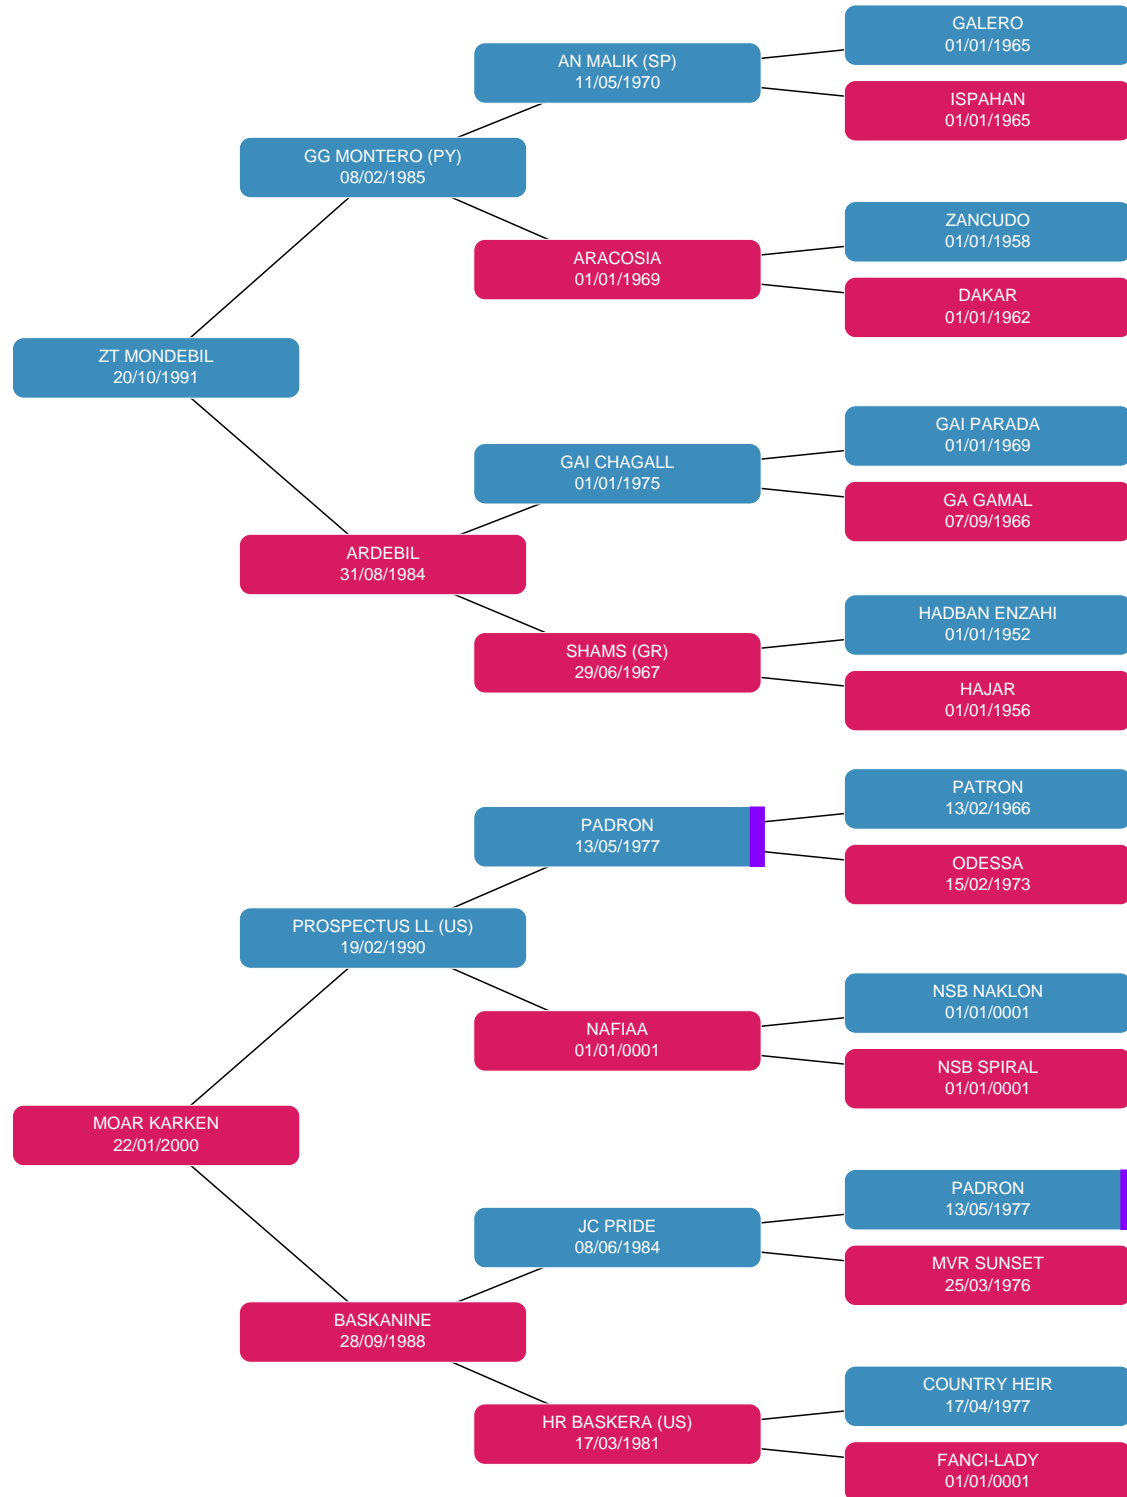 GALERO
01/01/1965
AN MALIK (SP)
11/05/1970
ISPAHAN
01/01/1965
GG MONTERO (PY)
08/02/1985
ZANCUDO
01/01/1958
ARACOSIA
01/01/1969
DAKAR
01/01/1962
ZT MONDEBIL
20/10/1991
GAI PARADA
01/01/1969
GAI CHAGALL
01/01/1975
GA GAMAL
07/09/1966
ARDEBIL
31/08/1984
HADBAN ENZAHI
01/01/1952
SHAMS (GR)
29/06/1967
HAJAR
01/01/1956
PATRON
13/02/1966
PADRON
13/05/1977
ODESSA
15/02/1973
PROSPECTUS LL (US)
19/02/1990
NSB NAKLON
01/01/0001
NAFIAA
01/01/0001
NSB SPIRAL
01/01/0001
MOAR KARKEN
22/01/2000
PADRON
13/05/1977
JC PRIDE
08/06/1984
MVR SUNSET
25/03/1976
BASKANINE
28/09/1988
COUNTRY HEIR
17/04/1977
HR BASKERA (US)
17/03/1981
FANCI-LADY
01/01/0001